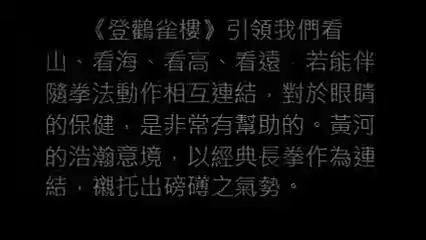 《登鸛雀樓》引領我們看
山、看海、看高、看遠，若能伴
隨拳法動作相互連結，對於眼睛
的保健，是非常有幫助的。黃河
的浩瀚意境，以經典長拳作為連
結，襯托出磅礡之氣勢。